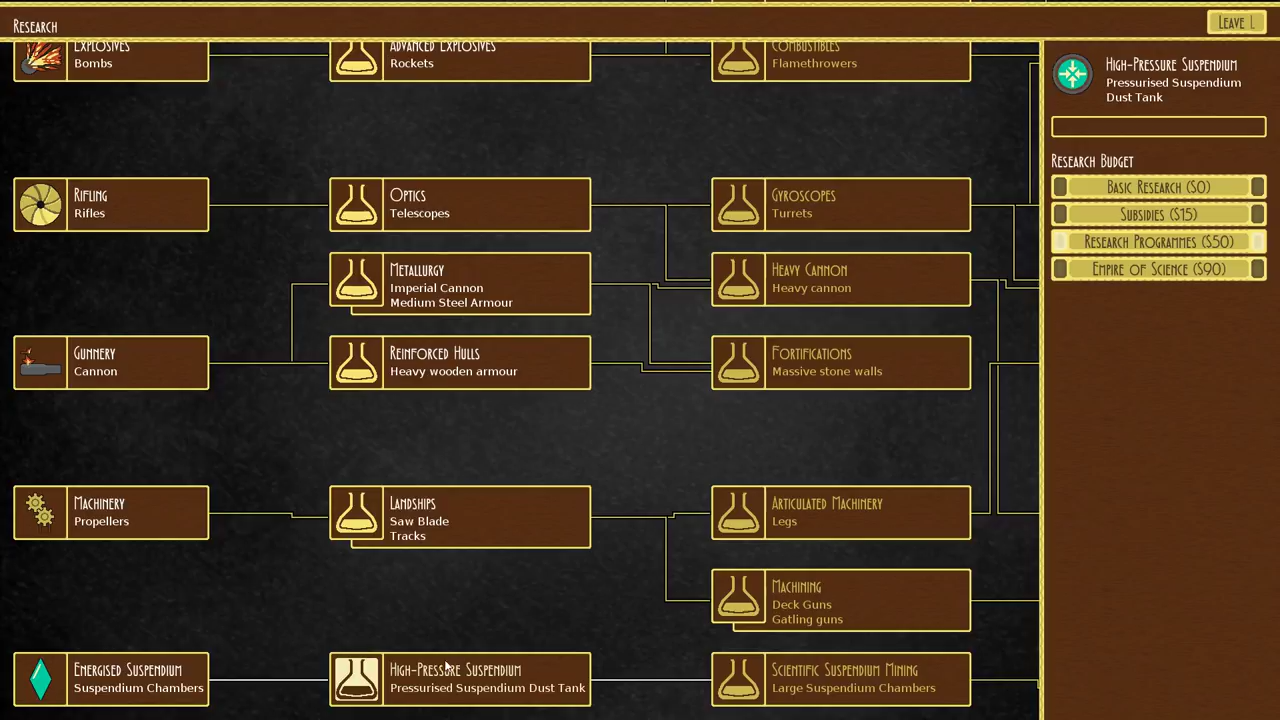 Research
Leave L
Explosives
Bombs
Advanced Explosives
Rockets
Combustibles
Flamethrowers
Rifling
Rifles
Optics
Telescopes
Gyroscopes
Turrets
Metallurgy
Imperial Cannon
Medium Steel Armour
Heavy Cannon
Heavy cannon
Gunnery
Cannon
Reinforced Hulls
Heavy wooden armour
Fortifications
Massive stone walls
Machinery
Propellers
Landships
Saw Blade
Tracks
Articulated Machinery
Legs
Machining
Deck Guns
Gatling guns
Energised Suspendium
Suspendium Chambers
High-Pressure Suspendium
Pressurised Suspendium Dust Tank
Scientific Suspendium Mining
Large Suspendium Chambers
High-Pressure Suspendium
Pressurised Suspendium
Dust Tank
Research Budget
Basic Research ($0)
Subsidies ($15)
Research Programmes ($50)
Empire of Science ($90)